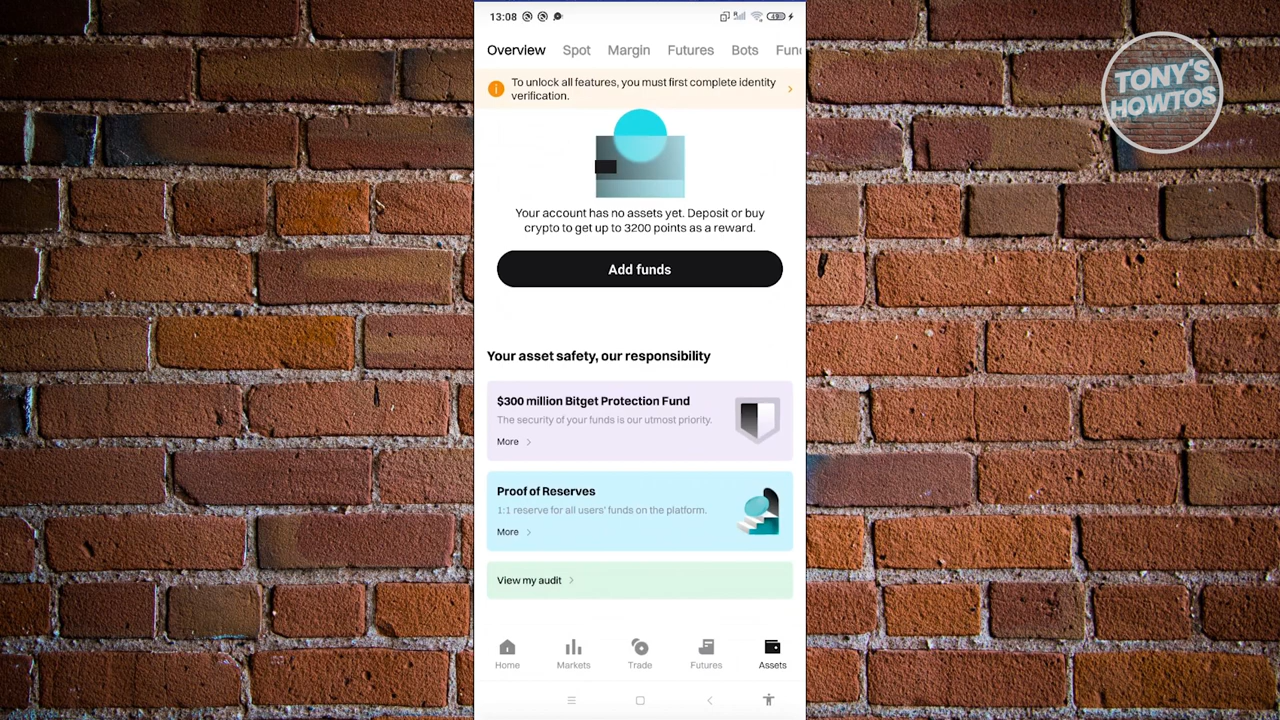 13:08
Overview Spot Margin Futures Bots
To unlock all features, you must first complete identity
verification.
TONY'S
HOWTOS
Your account has no assets yet. Deposit or buy
crypto to get up to 3200 points as a reward.
Add funds
Your asset safety, our responsibility
$300 million Bitget Protection Fund
The security of your funds is our utmost priority.
More
Proof of Reserves
1:1 reserve for all users' funds on the platform.
More
View my audit
Home Markets Trade Futures Assets